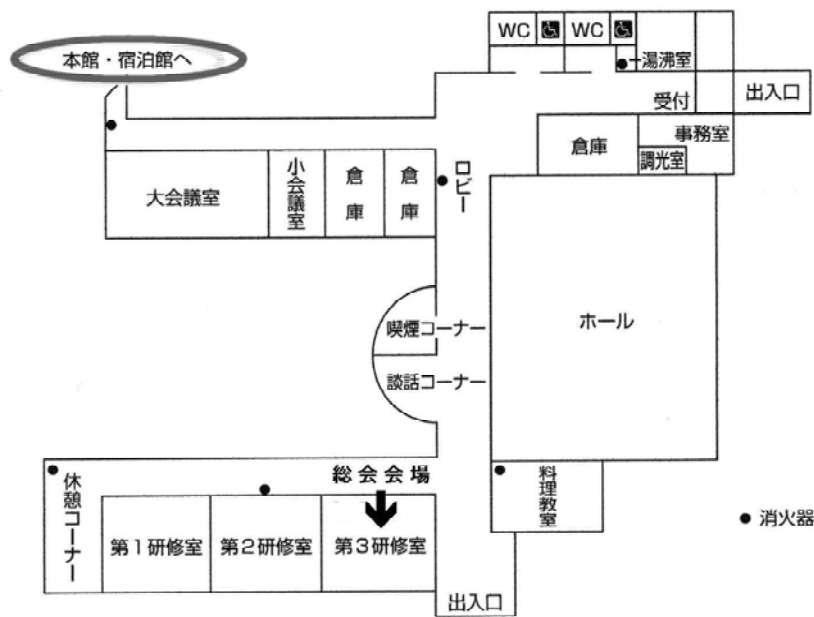 本館・宿泊館へ
WC WC
湯沸室
受付
出入口
事務室
倉庫
調光室
大会議室
小会議室
倉庫
倉庫
ロビー
喫煙コーナー
談話コーナー
ホール
総会会場
休憩コーナー
第1研修室
第2研修室
第3研修室
料理教室
出入口
● 消火器